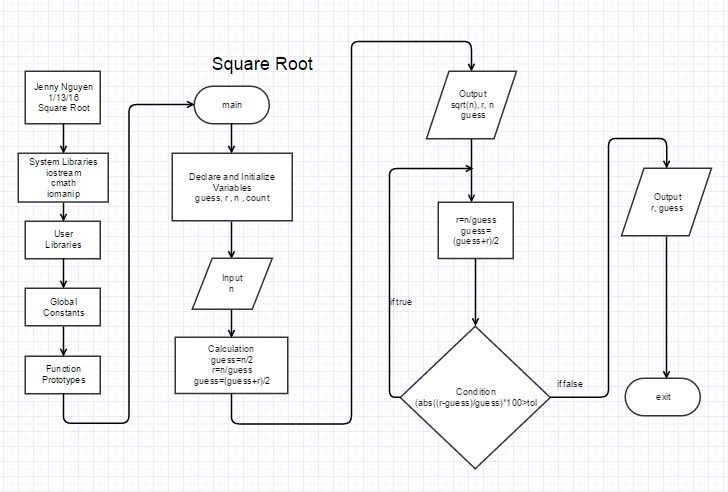 Square Root
Jenny Nguyen
1/13/16
Square Root
System Libraries
iostream
cmath
iomanip
User
Libraries
Global
Constants
Function
Prototypes
main
Declare and Initialize
Variables
guess, r , n , count
Input
n
Calculation
guess=n/2
r=n/guess
guess=(guess+r)/2
Output
sqrt(n), r, n
guess
r=n/guess
guess=
(guess+r)/2
if true
Condition
(abs((r-guess)/guess)*100>tol
if false
Output
r, guess
exit